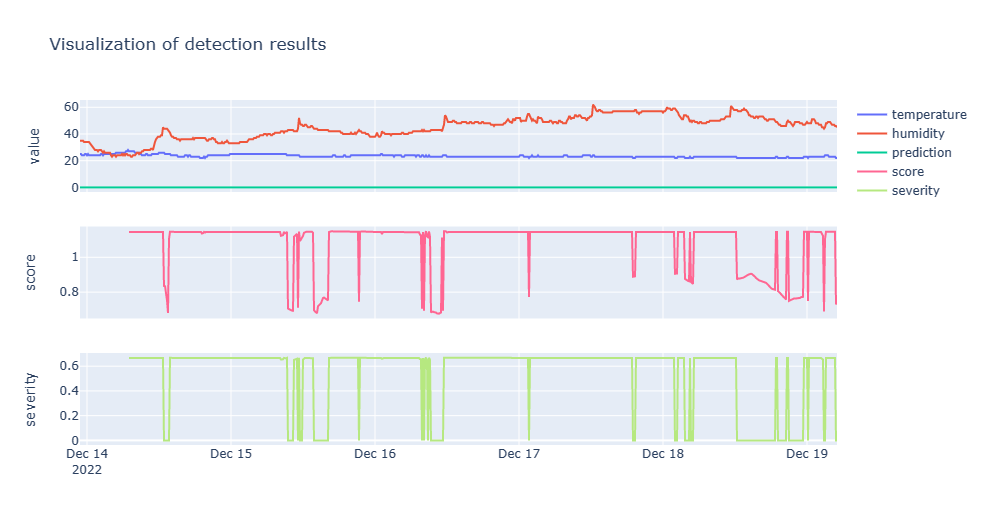 Visualization of detection results
value
60
40
20
0
temperature
humidity
prediction
score
severity
score
1
0.8
severity
0.6
0.4
0.2
0
Dec 14 Dec 15 Dec 16 Dec 17 Dec 18 Dec 19
2022